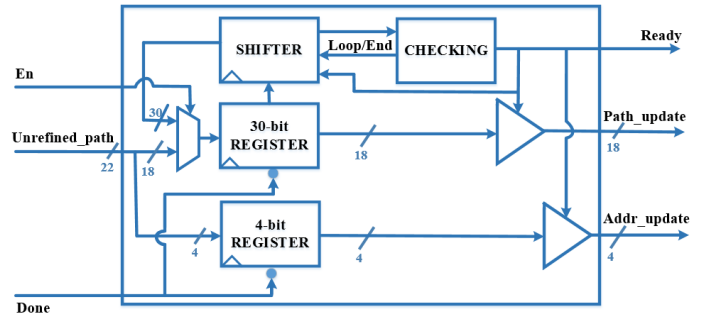 SHIFTER
Loop/End
CHECKING
Ready
En
30
Unrefined_path
22
18
30-bit
REGISTER
18
Path_update
18
4-bit
REGISTER
4
4
Addr_update
4
Done